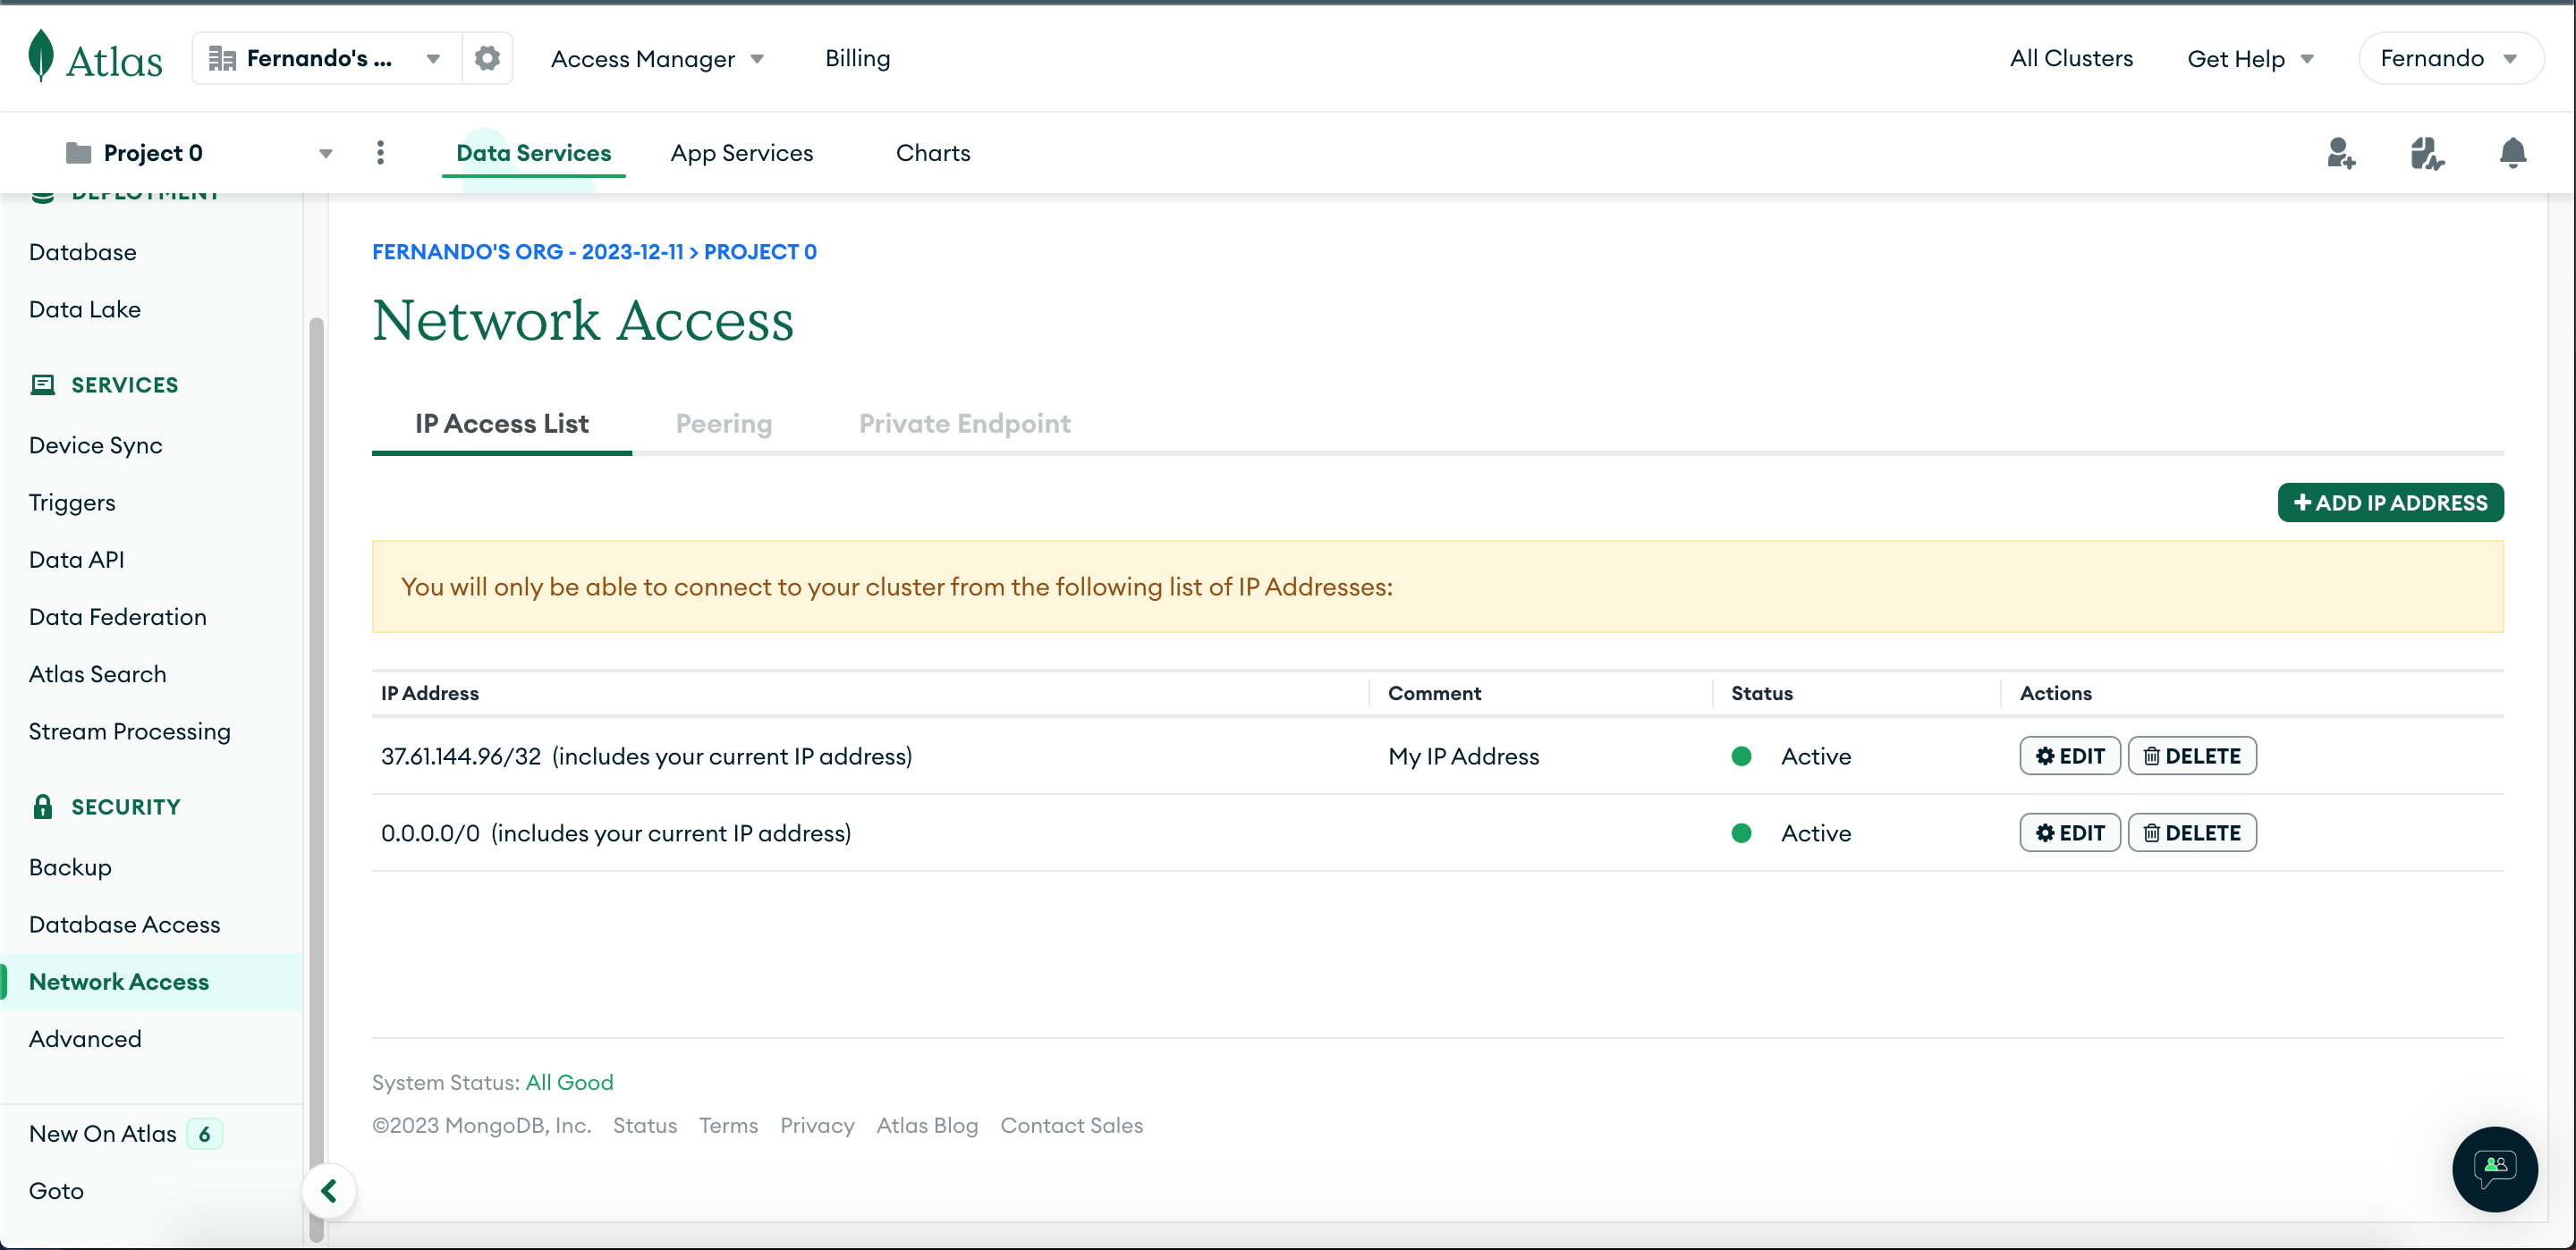 Atlas
Fernando's ...
Access Manager
Billing
All Clusters
Get Help
Fernando
Project 0
Data Services
App Services
Charts
DEPLOYMENT
Database
Data Lake
SERVICES
Device Sync
Triggers
Data API
Data Federation
Atlas Search
Stream Processing
SECURITY
Backup
Database Access
Network Access
Advanced
New On Atlas 6
Goto
FERNANDO'S ORG - 2023-12-11 > PROJECT 0
Network Access
IP Access List
Peering
Private Endpoint
+ ADD IP ADDRESS
You will only be able to connect to your cluster from the following list of IP Addresses:
IP Address Comment Status Actions
37.61.144.96/32 (includes your current IP address) My IP Address Active EDIT DELETE
0.0.0.0/0 (includes your current IP address) Active EDIT DELETE
System Status: All Good
©2023 MongoDB, Inc. Status Terms Privacy Atlas Blog Contact Sales